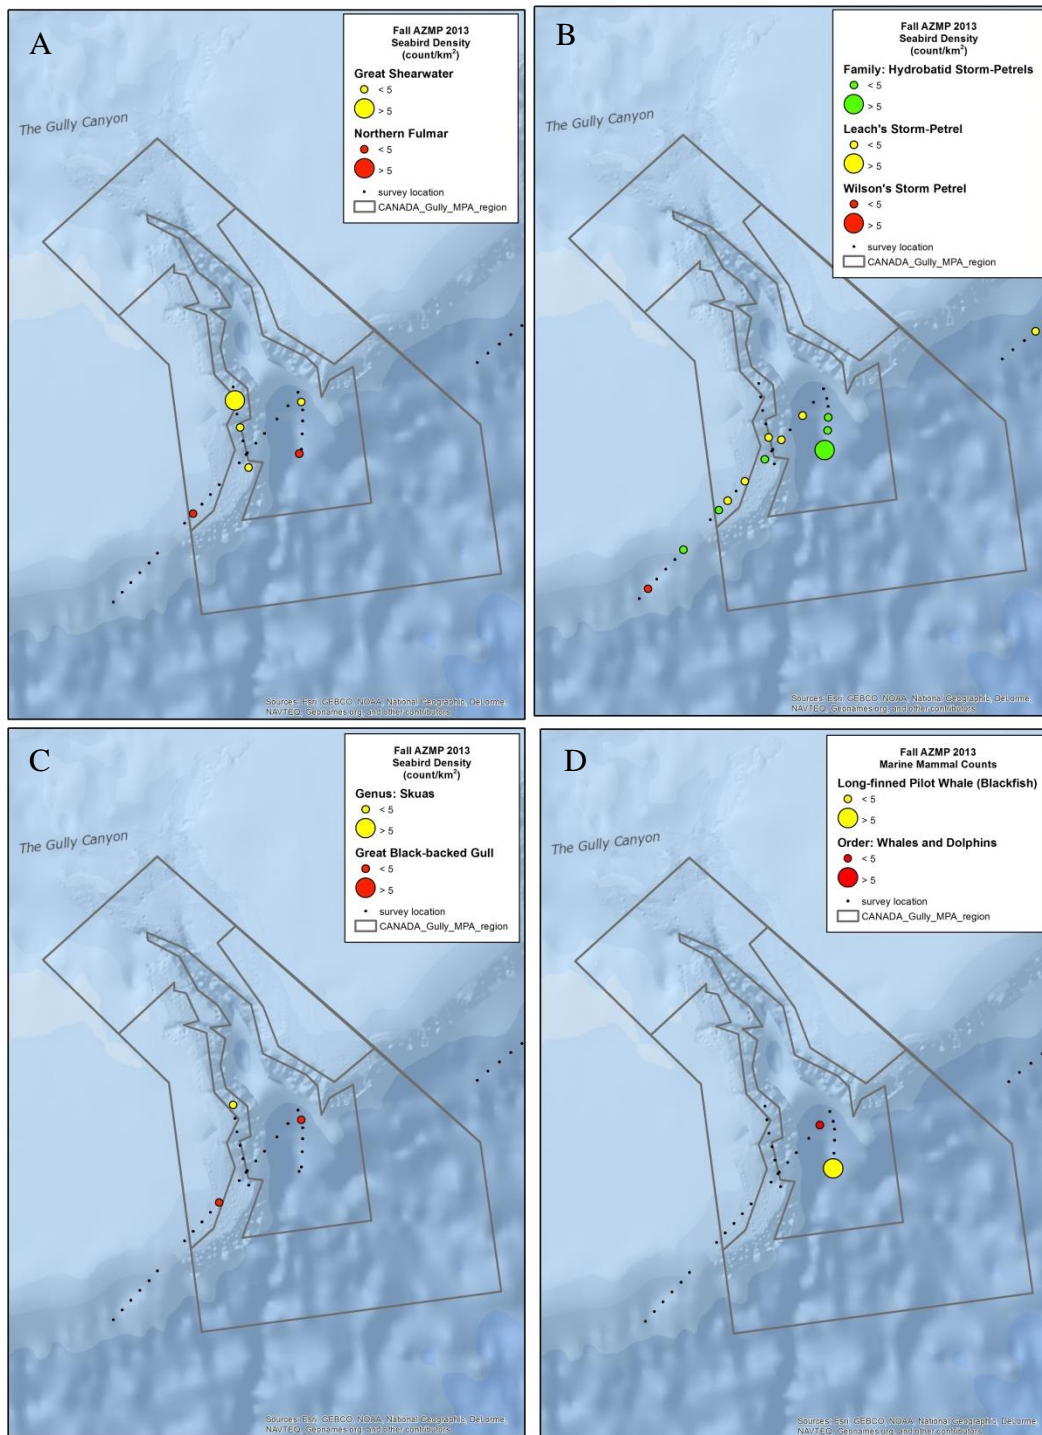 A
Fall AZMP 2013
Seabird Density
(count/km²)
Great Shearwater
< 5
> 5
Northern Fulmar
< 5
> 5
survey location
CANADA_Gully_MPA_region
The Gully Canyon
Sources: Esri, GEBCO, NOAA, National Geographic, DeLorme,
NAVTEQ, Geonames.org, and other contributors
B
Fall AZMP 2013
Seabird Density
(count/km²)
Family: Hydrobatid Storm-Petrels
< 5
> 5
Leach's Storm-Petrel
< 5
> 5
Wilson's Storm Petrel
< 5
> 5
survey location
CANADA_Gully_MPA_region
The Gully Canyon
Sources: Esri, GEBCO, NOAA, National Geographic, DeLorme,
NAVTEQ, Geonames.org, and other contributors
C
Fall AZMP 2013
Seabird Density
(count/km²)
Genus: Skuas
< 5
> 5
Great Black-backed Gull
< 5
> 5
survey location
CANADA_Gully_MPA_region
The Gully Canyon
Sources: Esri, GEBCO, NOAA, National Geographic, DeLorme,
NAVTEQ, Geonames.org, and other contributors
D
Fall AZMP 2013
Marine Mammal Counts
Long-finned Pilot Whale (Blackfish)
< 5
> 5
Order: Whales and Dolphins
< 5
> 5
survey location
CANADA_Gully_MPA_region
The Gully Canyon
Sources: Esri, GEBCO, NOAA, National Geographic, DeLorme,
NAVTEQ, Geonames.org, and other contributors